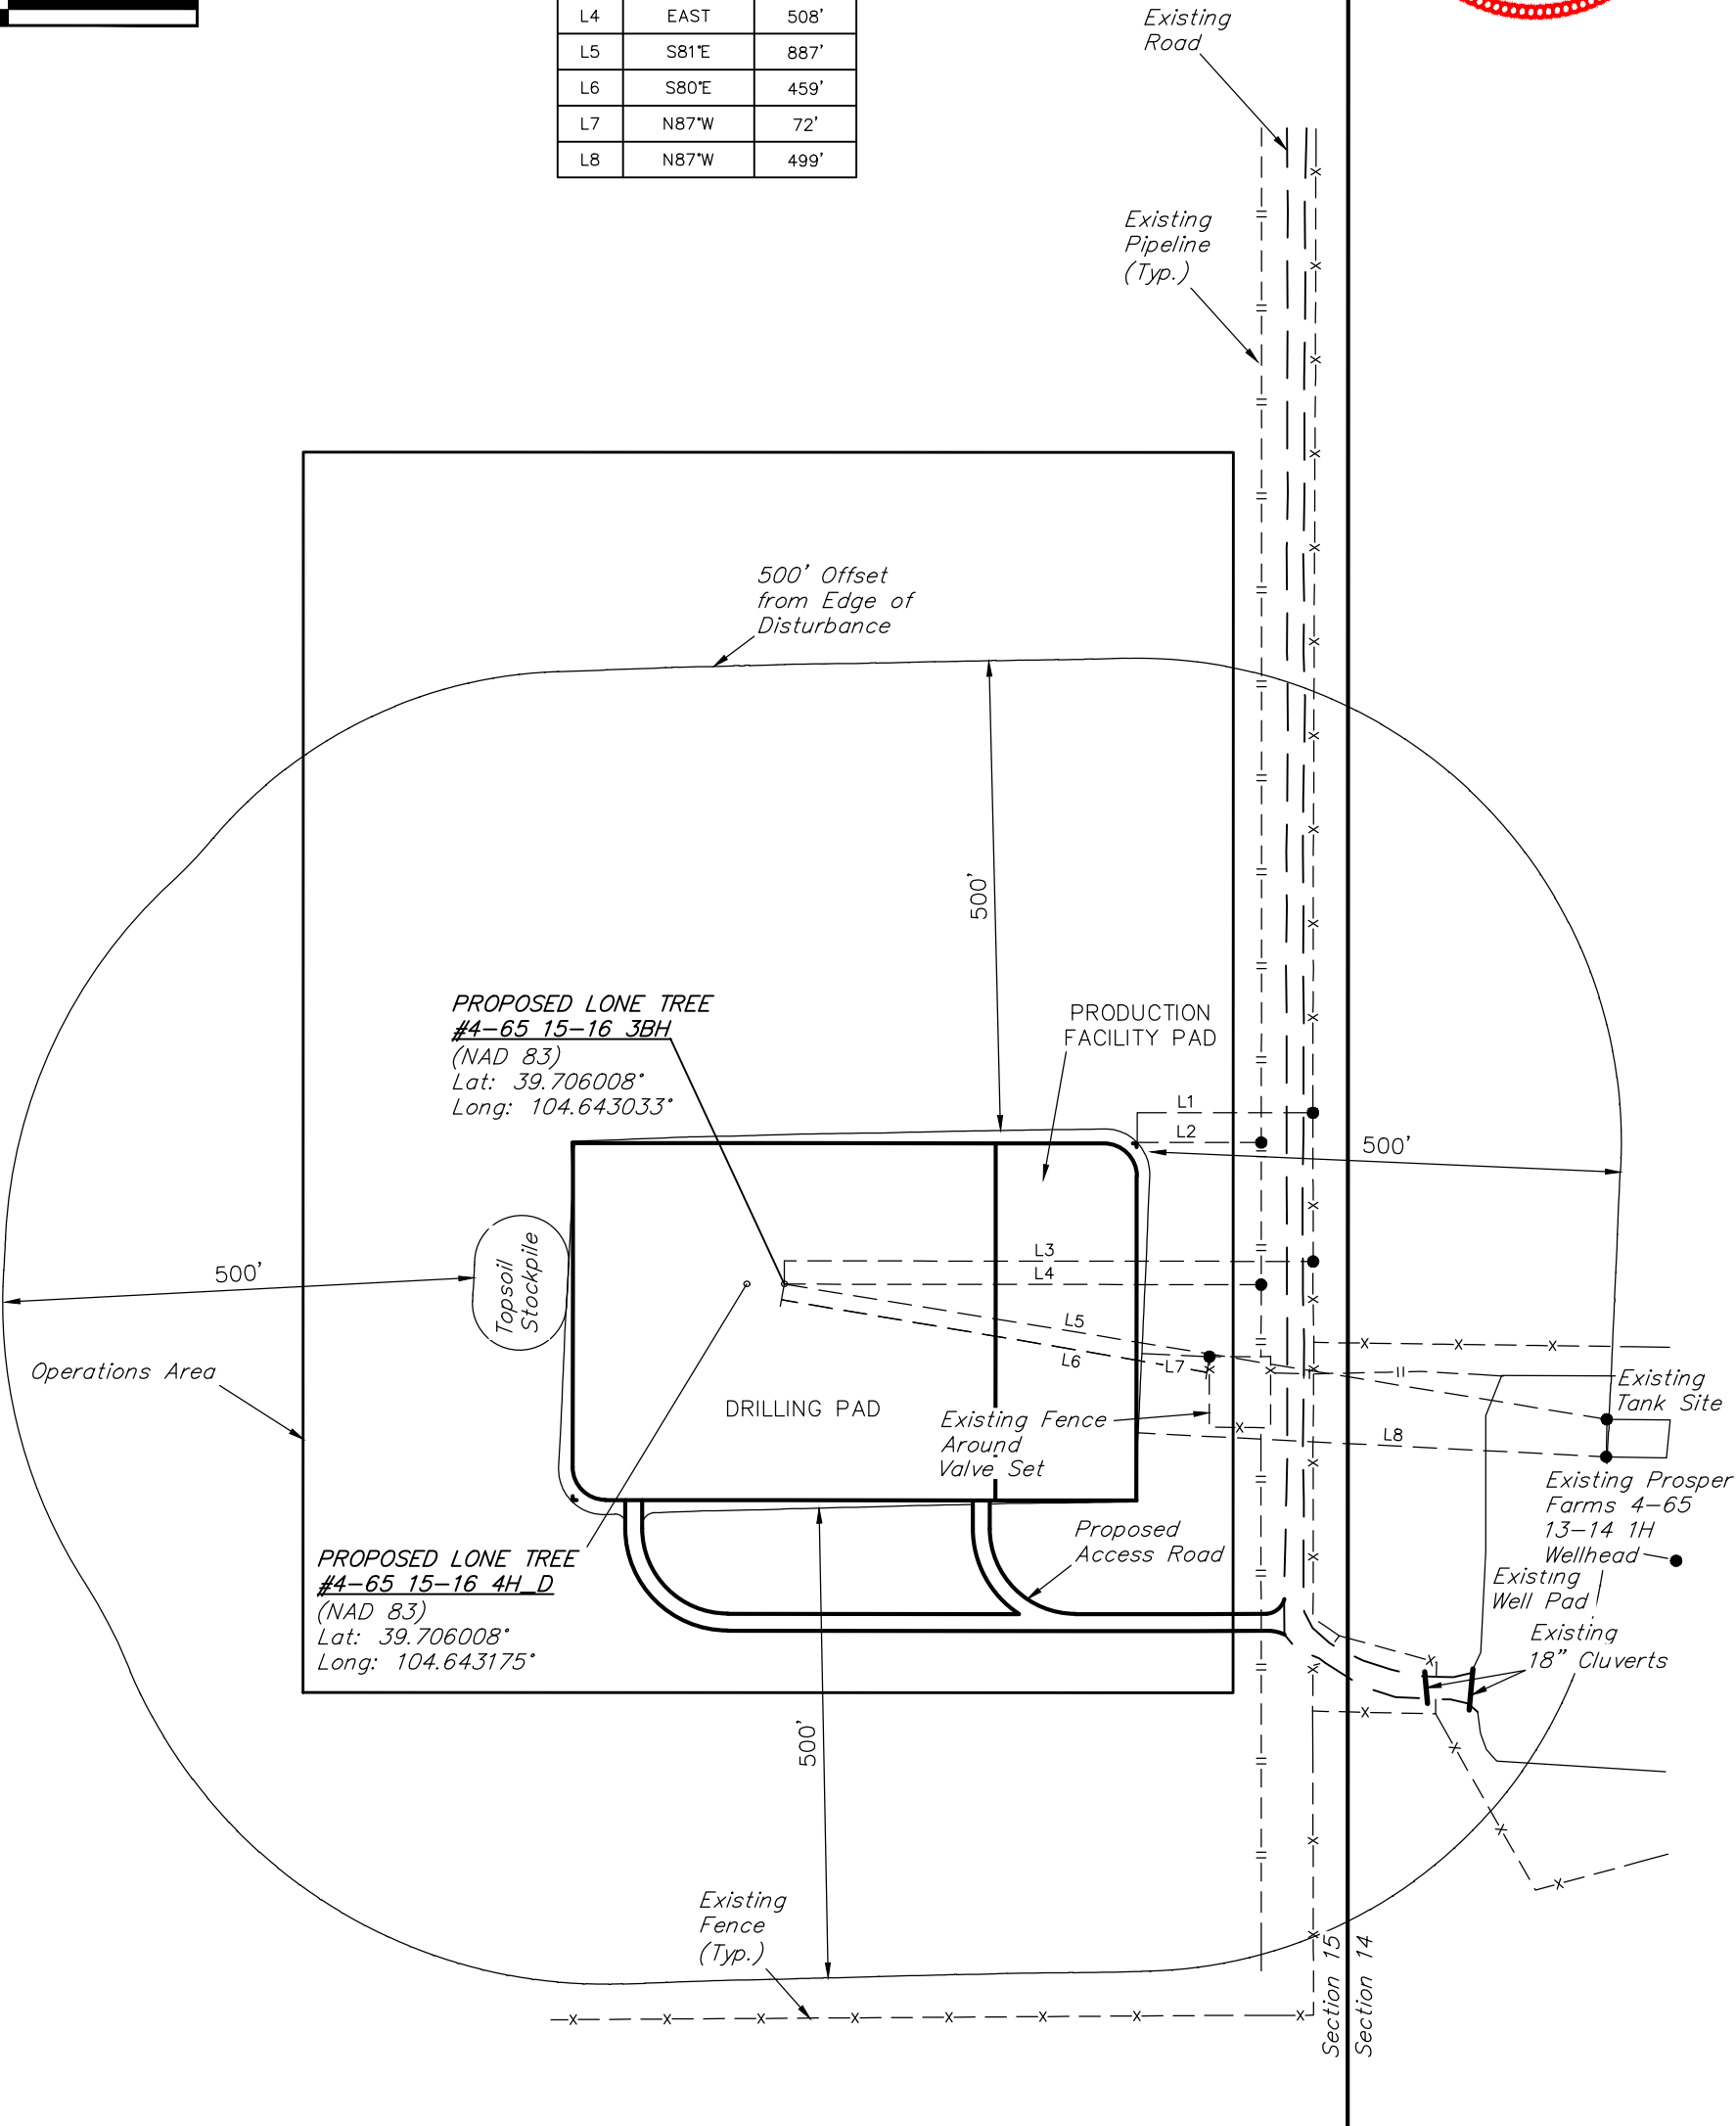 L4 EAST 508'
L5 S81°E 887'
L6 S80°E 459'
L7 N87°W 72'
L8 N87°W 499'
Existing
Road
Existing
Pipeline
(Typ.)
500' Offset
from Edge of
Disturbance
500'
PROPOSED LONE TREE
#4-65 15-16 3BH
(NAD 83)
Lat: 39.706008°
Long: 104.643033°
PRODUCTION
FACILITY PAD
L1
L2
500'
Topsoil
Stockpile
500'
L3
L4
L5
L6
L7
Operations Area
DRILLING PAD
Existing Fence
Around
Valve Set
L8
Existing
Tank Site
Existing Prosper
Farms 4-65
13-14 1H
Wellhead
Existing
Well Pad
Existing
18" Cluverts
Proposed
Access Road
PROPOSED LONE TREE
#4-65 15-16 4H_D
(NAD 83)
Lat: 39.706008°
Long: 104.643175°
500'
Existing
Fence
(Typ.)
Section 15
Section 14